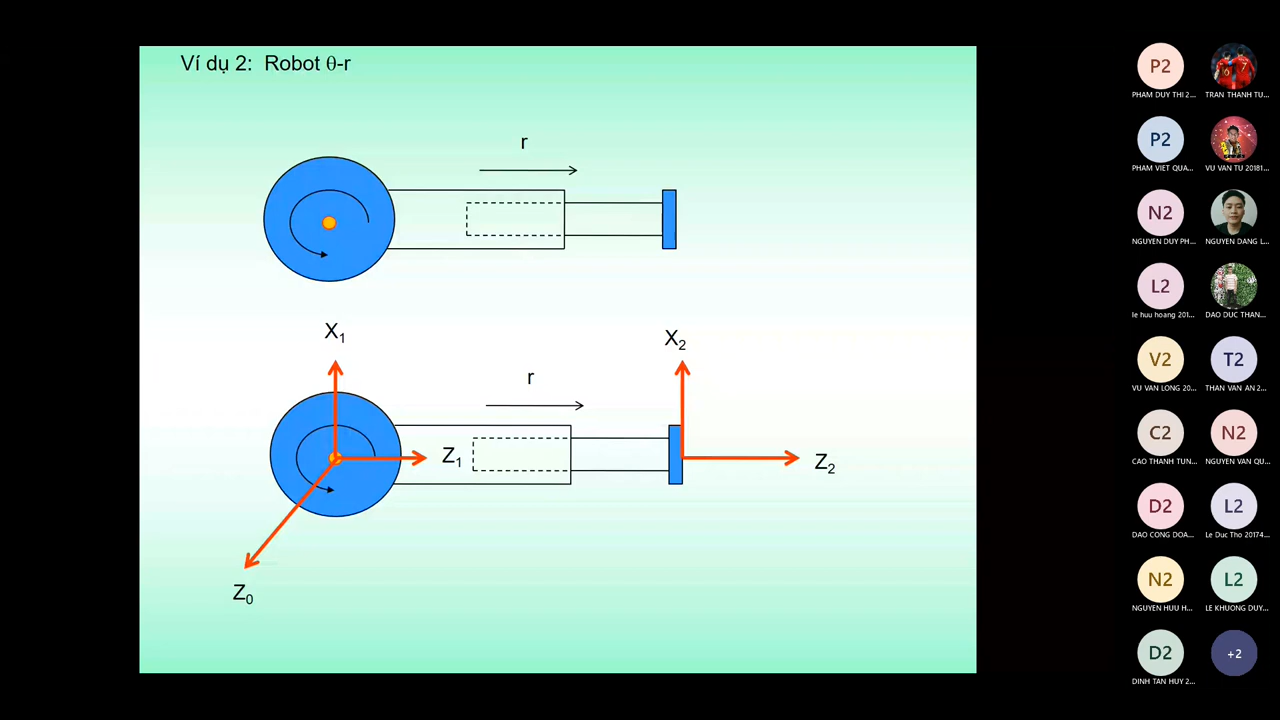 Ví dụ 2: Robot θ-r
r
X1
X2
r
Z1
Z2
Z0
P2
PHAM DUY THI 2...
TRAN THANH TU...
P2
PHAM VIET QUA...
VU VAN TU 20181...
N2
NGUYEN DUY PH...
NGUYEN DANG L...
L2
le huu hoang 201...
DAO DUC THAN...
V2
T2
VU VAN LONG 20...
THAN VAN AN 2...
C2
N2
CAO THANH TUN...
NGUYEN VAN QU...
D2
L2
DAO CONG DOA...
Le Duc Tho 20174...
N2
L2
NGUYEN HUU H...
LE KHUONG DUY...
D2
+2
DINH TAN HUY 2...